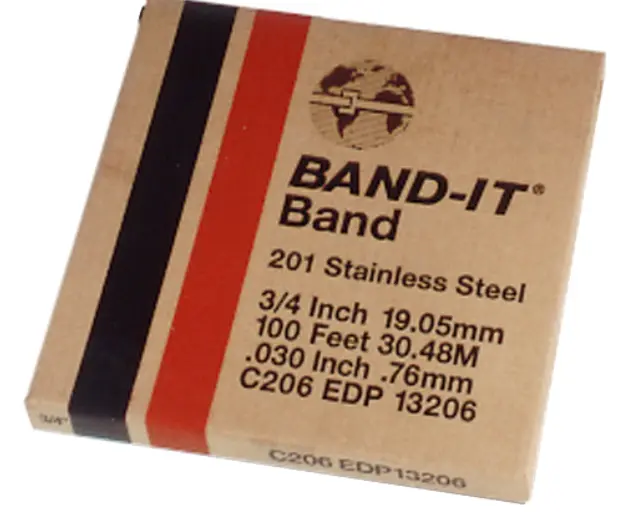 BAND-IT®
Band
201 Stainless Steel
3/4 Inch 19.05mm
100 Feet 30.48M
.030 Inch .76mm
C206 EDP 13206
3/4"
C206 EDP13206